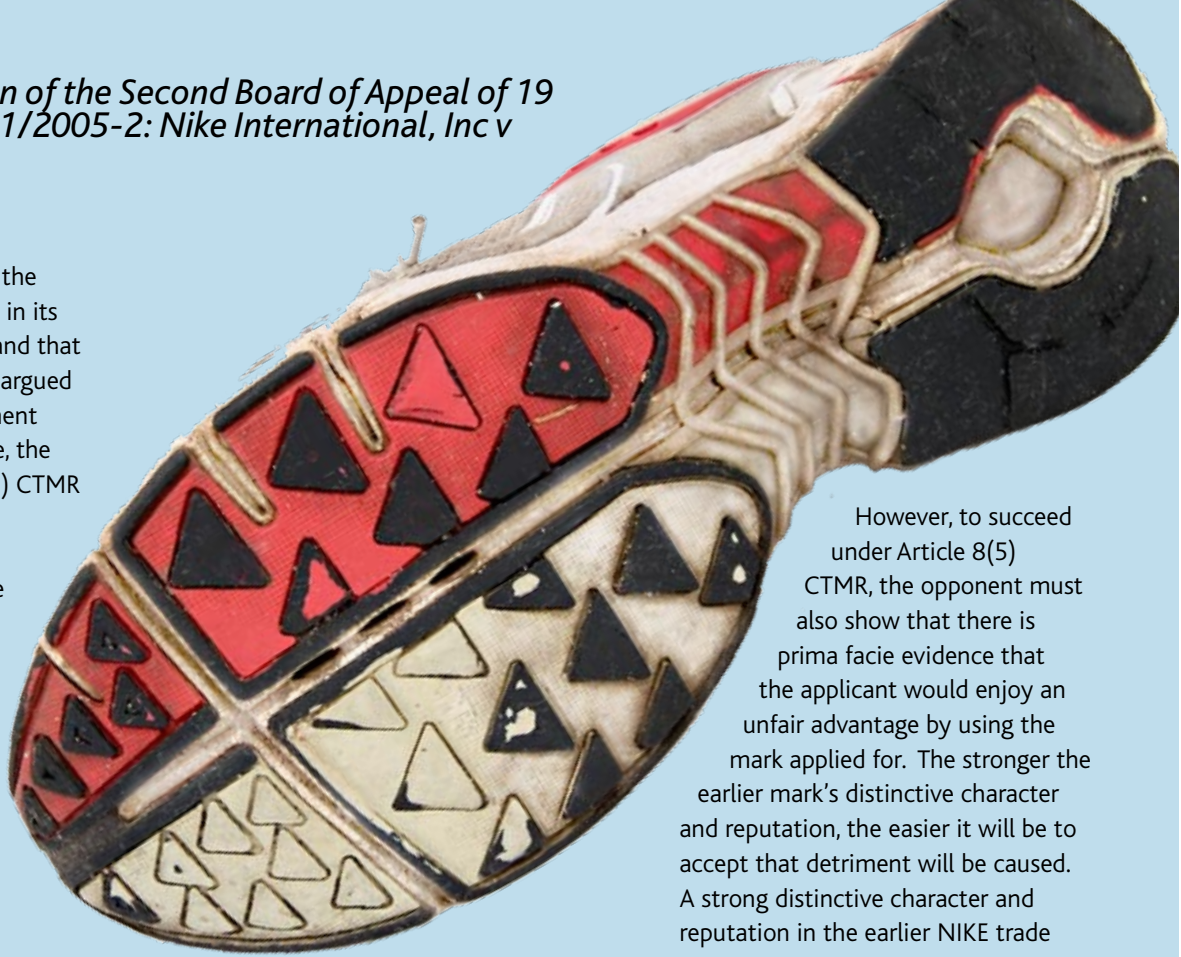 n of the Second Board of Appeal of 19
1/2005-2: Nike International, Inc v
the
in its
and that
argued
ent
e, the
) CTMR
e
However, to succeed
under Article 8(5)
CTMR, the opponent must
also show that there is
prima facie evidence that
the applicant would enjoy an
unfair advantage by using the
mark applied for. The stronger the
earlier mark’s distinctive character
and reputation, the easier it will be to
accept that detriment will be caused.
A strong distinctive character and
reputation in the earlier NIKE trade